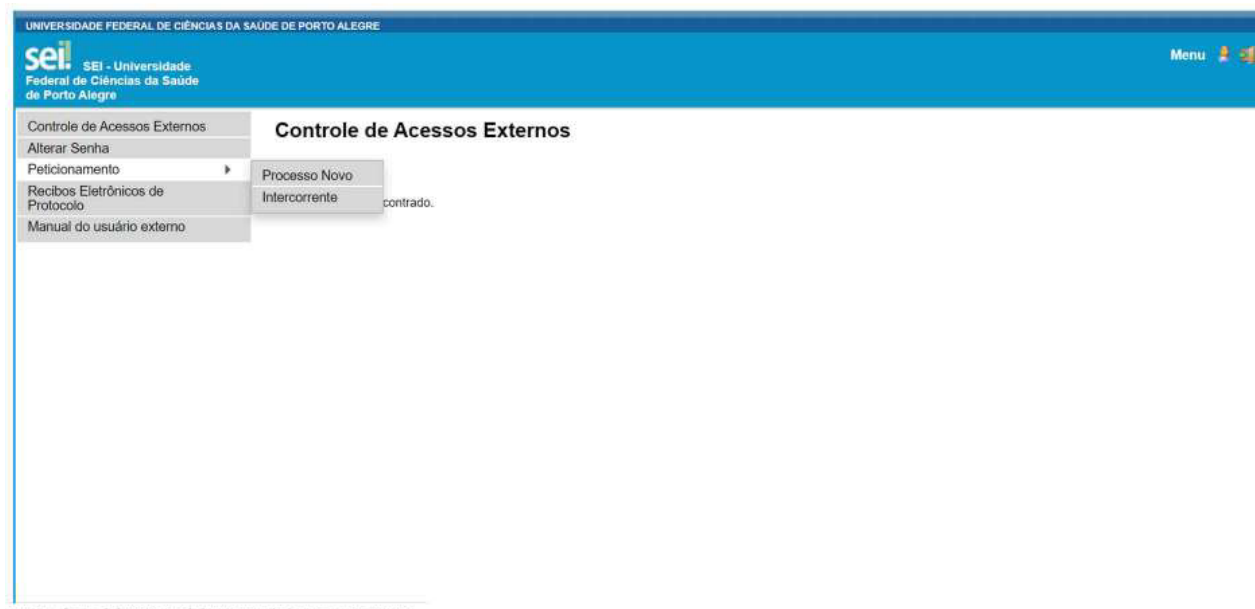 UNIVERSIDADE FEDERAL DE CIÊNCIAS DA SAÚDE DE PORTO ALEGRE
sei! SEI - Universidade
Federal de Ciências da Saúde
de Porto Alegre
Menu
Controle de Acessos Externos
Alterar Senha
Peticionamento
Recibos Eletrônicos de
Protocolo
Manual do usuário externo
Controle de Acessos Externos
Processo Novo
Intercorrente
contrado.